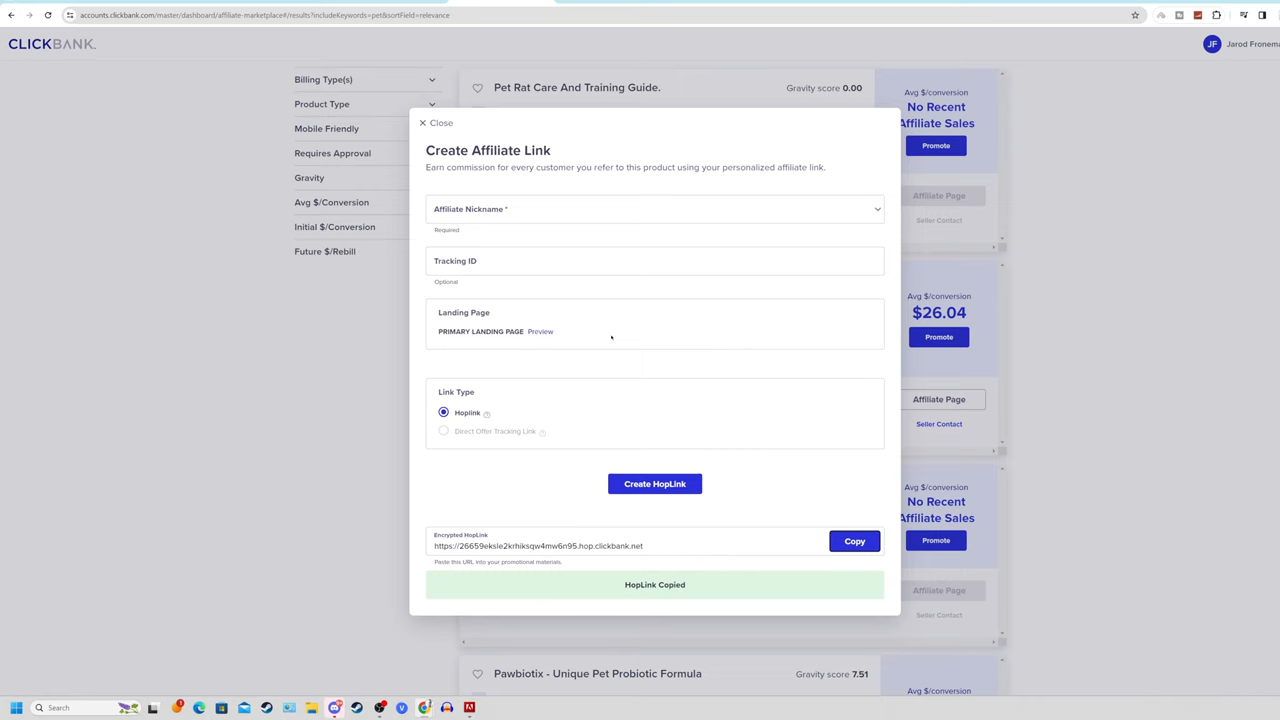 accounts.clickbank.com/master/dashboard/affiliate-marketplace#/results?includeKeywords=pet&sortField=relevance
CLICKBANK.
JF
Jarod Fronema
Billing Type(s)
Product Type
Mobile Friendly
Requires Approval
Gravity
Avg $/Conversion
Initial $/Conversion
Future $/Rebill
Pet Rat Care And Training Guide.
Gravity score 0.00
Avg $/conversion
No Recent
Affiliate Sales
Promote
Affiliate Page
Seller Contact
Close
Create Affiliate Link
Earn commission for every customer you refer to this product using your personalized affiliate link.
Affiliate Nickname *
Required
Tracking ID
Optional
Landing Page
PRIMARY LANDING PAGE Preview
Link Type
Hoplink
Direct Offer Tracking Link
Create HopLink
Encrypted HopLink
https://26659eksle2krhiksqw4mw6n95.hop.clickbank.net
Copy
Paste this URL into your promotional materials.
HopLink Copied
Avg $/conversion
$26.04
Promote
Affiliate Page
Seller Contact
Avg $/conversion
No Recent
Affiliate Sales
Promote
Affiliate Page
Seller Contact
Pawbiotix - Unique Pet Probiotic Formula
Gravity score 7.51
Avg $/conversion
Search